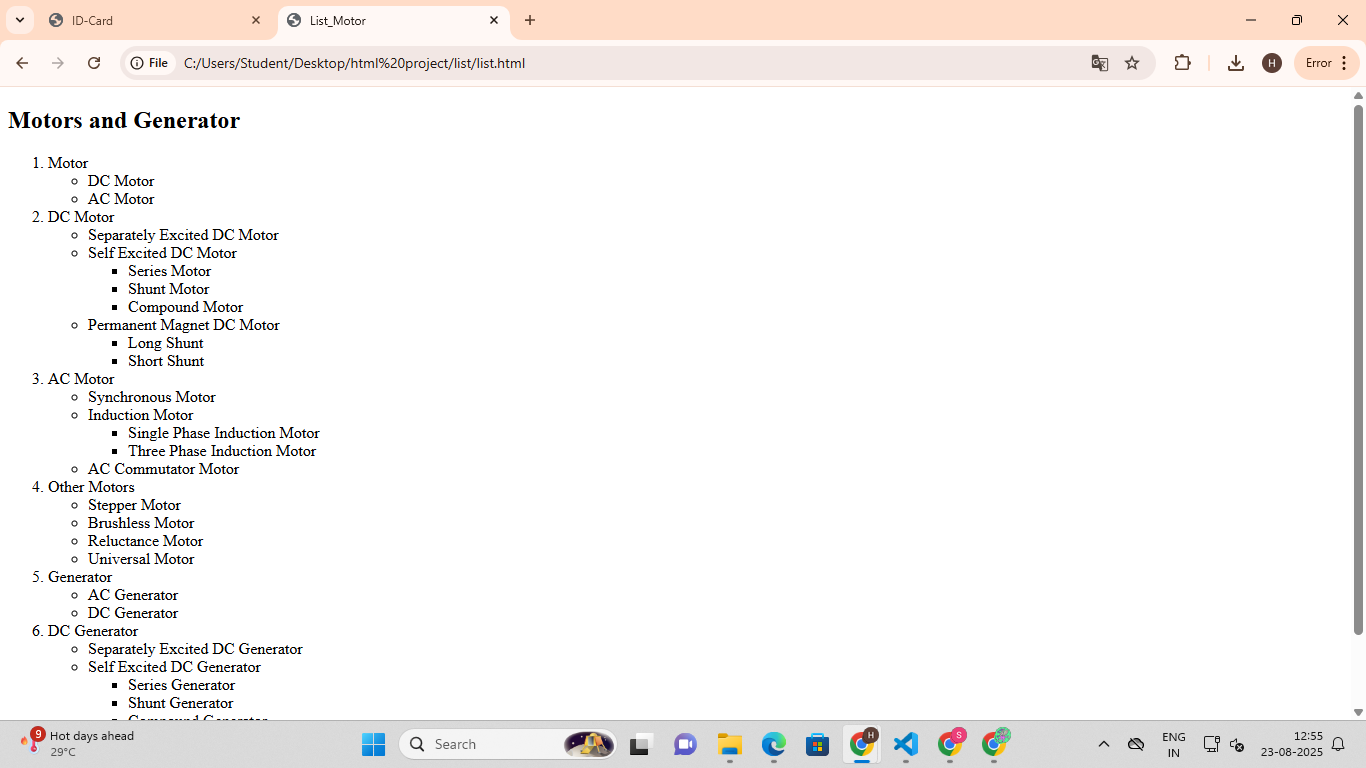 ID-Card
List_Motor
File
C:/Users/Student/Desktop/html%20project/list/list.html
H
Error
Motors and Generator
1. Motor
DC Motor
AC Motor
2. DC Motor
Separately Excited DC Motor
Self Excited DC Motor
Series Motor
Shunt Motor
Compound Motor
Permanent Magnet DC Motor
Long Shunt
Short Shunt
3. AC Motor
Synchronous Motor
Induction Motor
Single Phase Induction Motor
Three Phase Induction Motor
AC Commutator Motor
4. Other Motors
Stepper Motor
Brushless Motor
Reluctance Motor
Universal Motor
5. Generator
AC Generator
DC Generator
6. DC Generator
Separately Excited DC Generator
Self Excited DC Generator
Series Generator
Shunt Generator
Compound Generator
9
Hot days ahead
29°C
Search
H
S
ENG
IN
12:55
23-08-2025